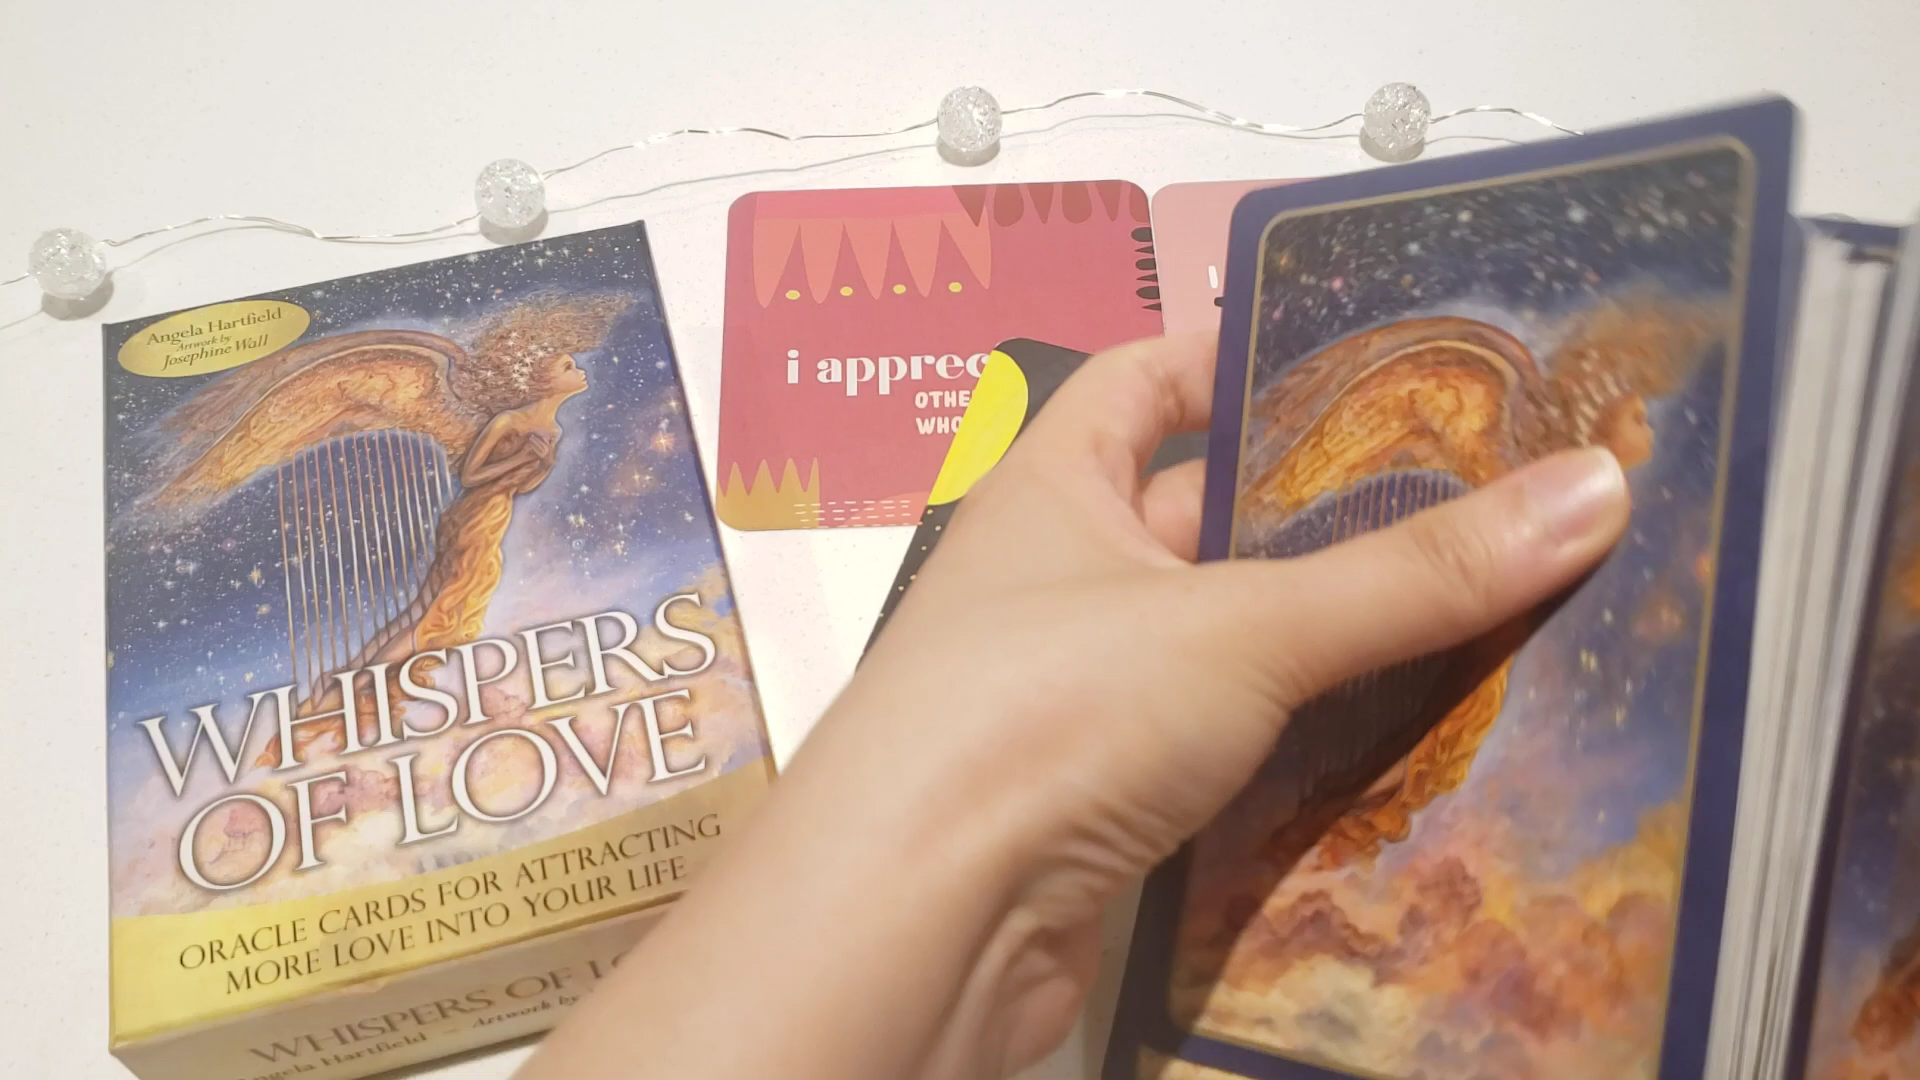 Angela Hartfield
Artwork by
Josephine Wall
WHISPERS
OF LOVE
ORACLE CARDS FOR ATTRACTING
MORE LOVE INTO YOUR LIFE
WHISPERS OF LO
Angela Hartfield – Artwork by
i apprec
OTHE
WHO